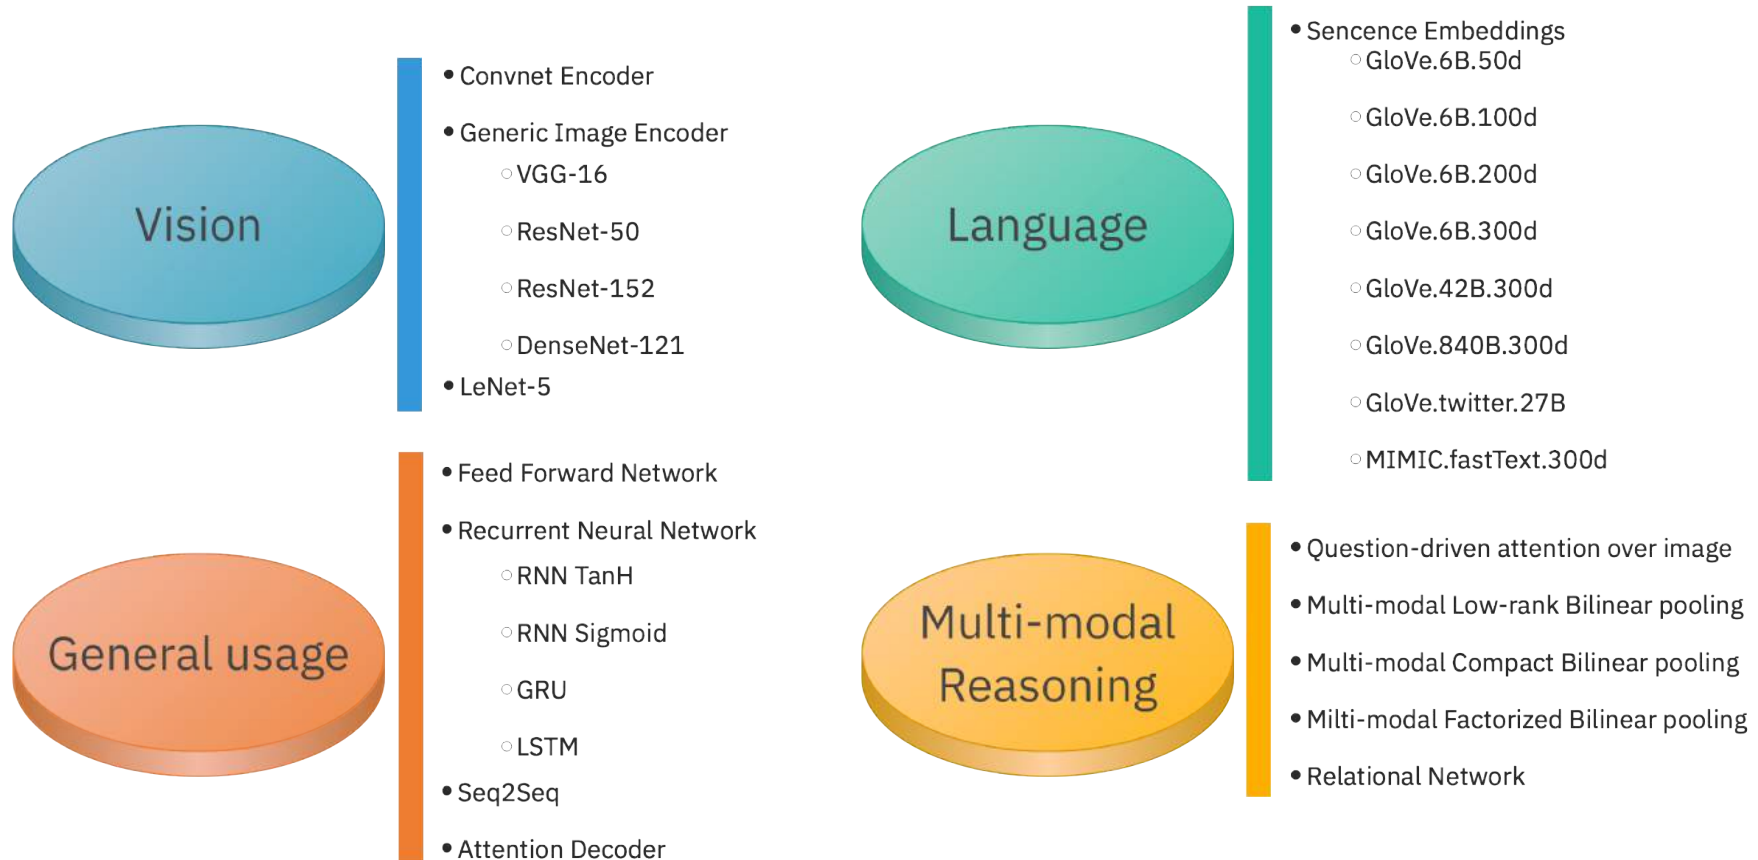 Vision
• Convnet Encoder
• Generic Image Encoder
○ VGG-16
○ ResNet-50
○ ResNet-152
○ DenseNet-121
• LeNet-5
Language
• Sencence Embeddings
○ GloVe.6B.50d
○ GloVe.6B.100d
○ GloVe.6B.200d
○ GloVe.6B.300d
○ GloVe.42B.300d
○ GloVe.840B.300d
○ GloVe.twitter.27B
○ MIMIC.fastText.300d
General usage
• Feed Forward Network
• Recurrent Neural Network
○ RNN TanH
○ RNN Sigmoid
○ GRU
○ LSTM
• Seq2Seq
• Attention Decoder
Multi-modal
Reasoning
• Question-driven attention over image
• Multi-modal Low-rank Bilinear pooling
• Multi-modal Compact Bilinear pooling
• Milti-modal Factorized Bilinear pooling
• Relational Network